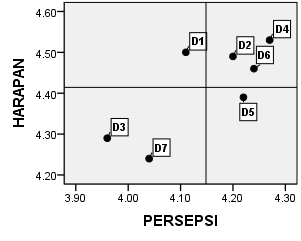 4.60
4.50
4.40
4.30
4.20
HARAPAN
D1
D2
D4
D6
D5
D3
D7
3.90 4.00 4.10 4.20 4.30
PERSEPSI